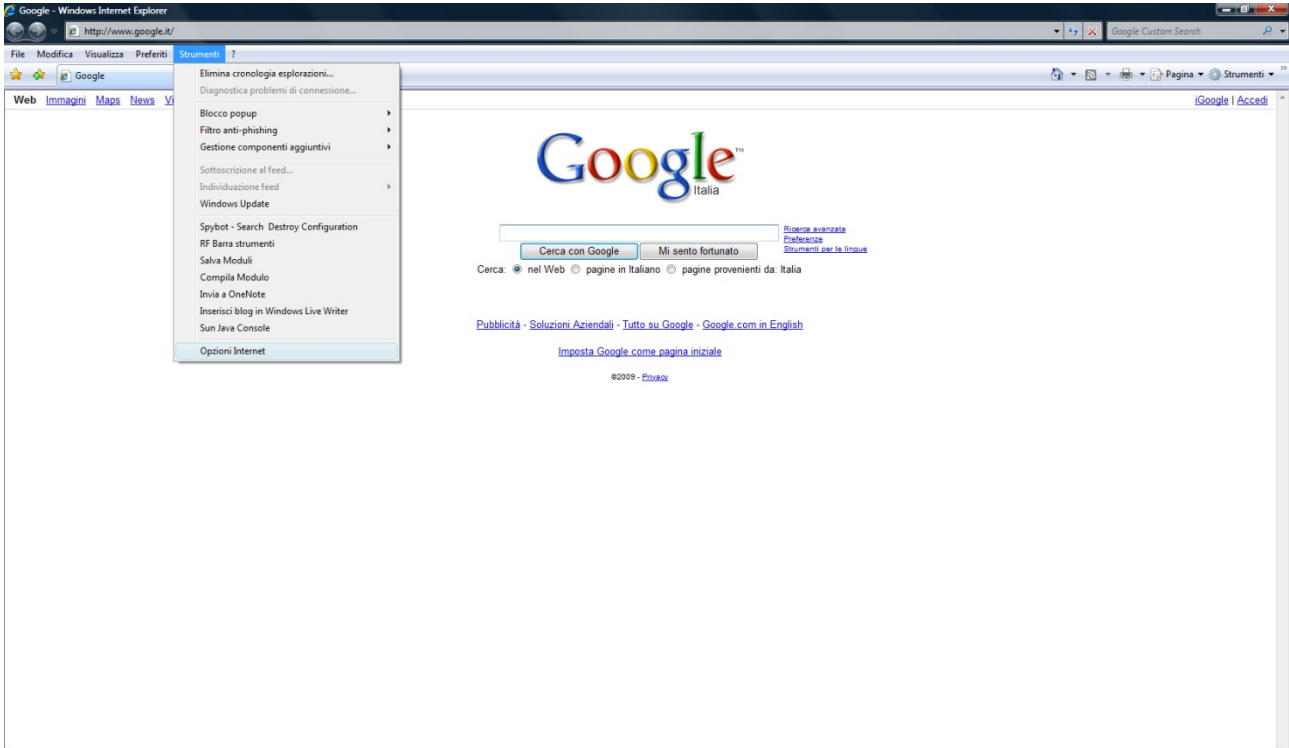 Google - Windows Internet Explorer
http://www.google.it/
Google Custom Search
File Modifica Visualizza Preferiti Strumenti ?
Google
Pagina Strumenti
Web Immagini Maps News
iGoogle | Accedi
Elimina cronologia esplorazioni...
Diagnostica problemi di connessione...
Blocco popup
Filtro anti-phishing
Gestione componenti aggiuntivi
Sottoscrizione al feed...
Individuazione feed
Windows Update
Spybot - Search Destroy Configuration
RF Barra strumenti
Salva Moduli
Compila Modulo
Invia a OneNote
Inserisci blog in Windows Live Writer
Sun Java Console
Opzioni Internet
Google™
Italia
Ricerca avanzata
Preferenze
Strumenti per le lingue
Cerca con Google Mi sento fortunato
Cerca: nel Web pagine in Italiano pagine provenienti da: Italia
Pubblicità - Soluzioni Aziendali - Tutto su Google - Google.com in English
Imposta Google come pagina iniziale
©2009 - Privacy